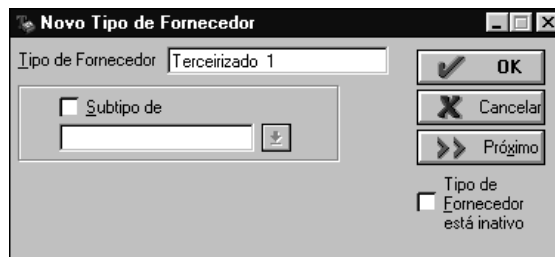 Novo Tipo de Fornecedor
Tipo de Fornecedor Terceirizado 1
Subtipo de
OK
Cancelar
Próximo
Tipo de
Fornecedor
está inativo